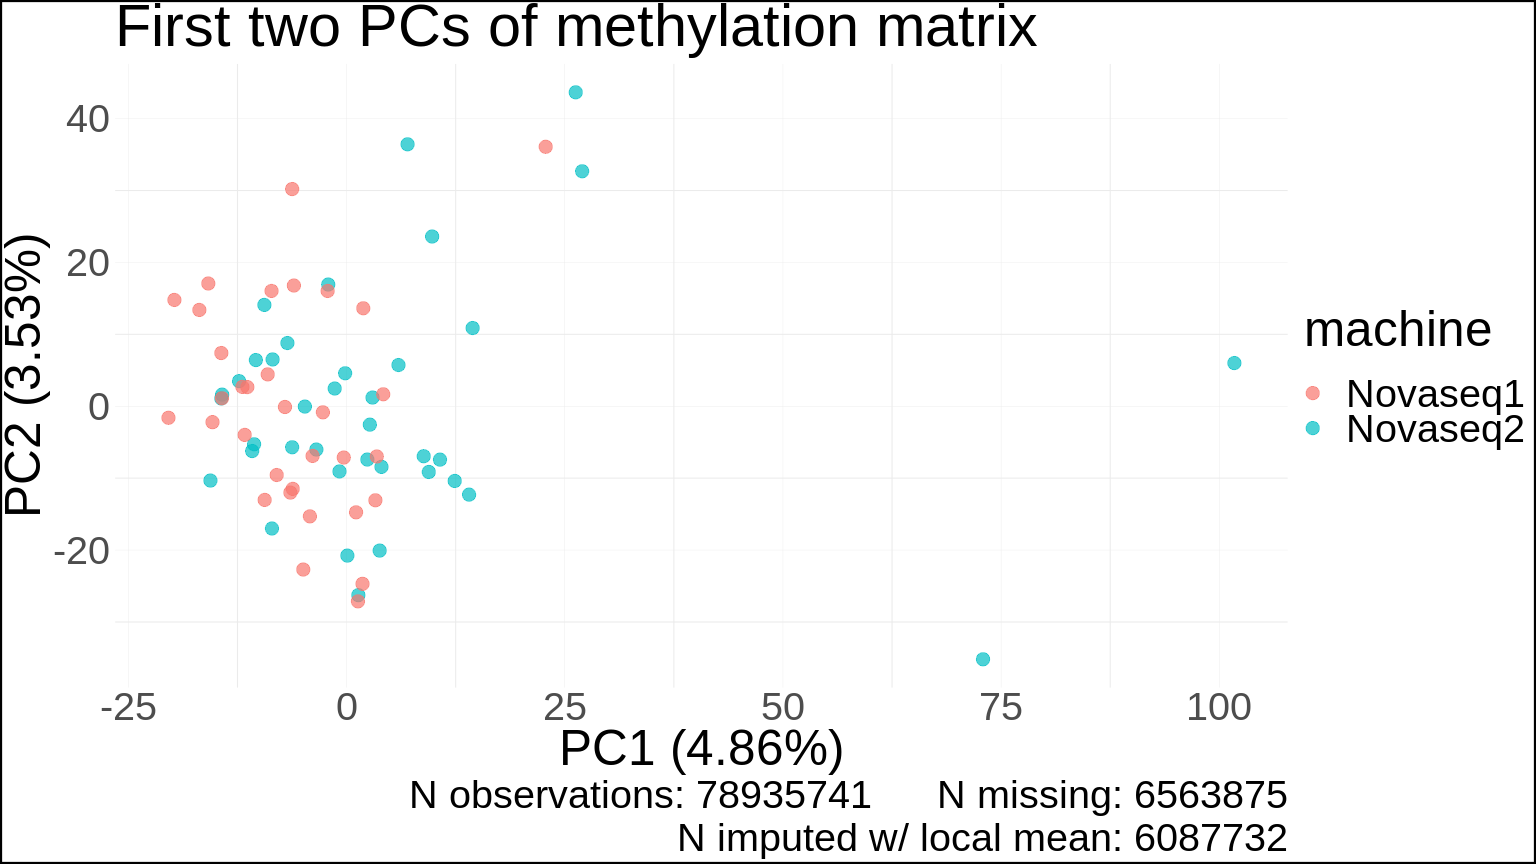 First two PCs of methylation matrix
40
20
0
-20
PC2 (3.53%)
-25 0 25 50 75 100
PC1 (4.86%)
machine
Novaseq1
Novaseq2
N observations: 78935741 N missing: 6563875
N imputed w/ local mean: 6087732